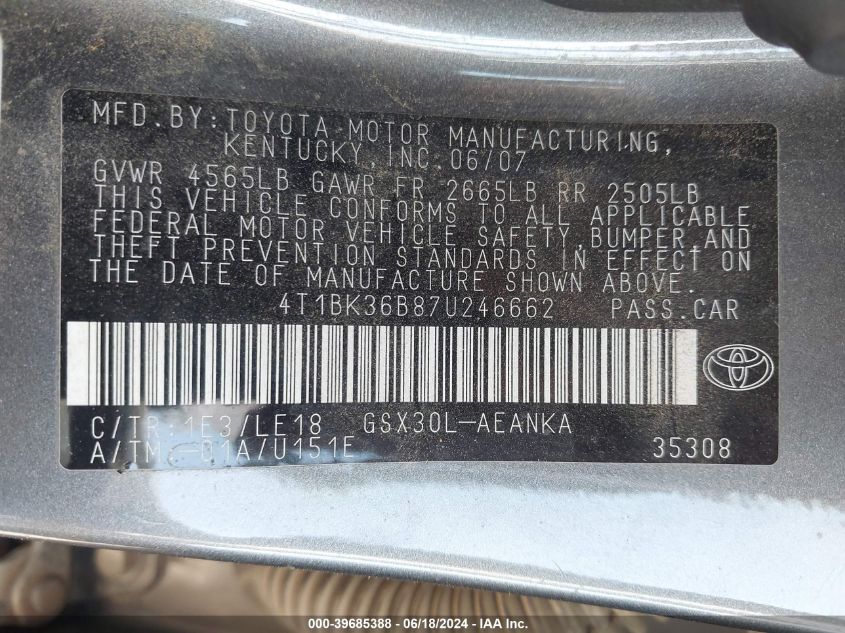 MFD.BY:TOYOTA MOTOR MANUFACTURING,
KENTUCKY,INC.06/07
GVWR 4565LB GAWR FR 2665LB RR 2505LB
THIS VEHICLE CONFORMS TO ALL APPLICABLE
FEDERAL MOTOR VEHICLE SAFETY,BUMPER,AND
THEFT PREVENTION STANDARDS IN EFFECT ON
THE DATE OF MANUFACTURE SHOWN ABOVE.
4T1BK36B87U246662 PASS.CAR
C/TR:1E3/LE18 GSX30L-AEANKA
A/TM:-01A/U151E 35308
000-39685388 - 06/18/2024 - IAAI.COM.